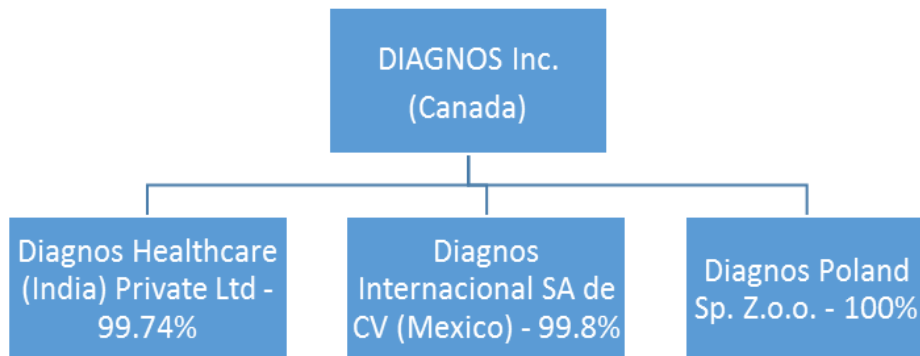 DIAGNOS Inc.
(Canada)
Diagnos Healthcare
(India) Private Ltd -
99.74%
Diagnos
Internacional SA de
CV (Mexico) - 99.8%
Diagnos Poland
Sp. Z.o.o. - 100%